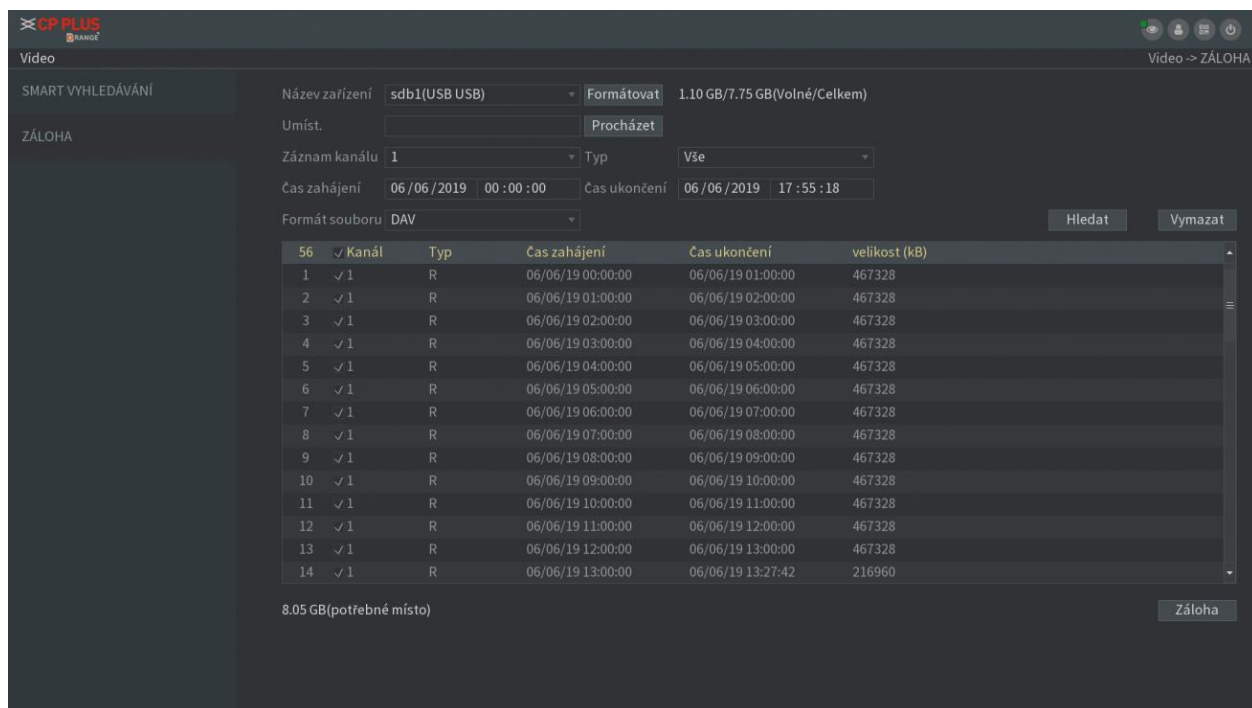 CP PLUS
ORANGE
Video
Video -> ZÁLOHA
SMART VYHLEDÁVÁNÍ
ZÁLOHA
Název zařízení sdb1(USB USB) Formátovat 1.10 GB/7.75 GB(Volné/Celkem)
Umíst. Procházet
Záznam kanálu 1 Typ Vše
Čas zahájení 06/06/2019 00:00:00 Čas ukončení 06/06/2019 17:55:18
Formát souboru DAV Hledat Vymazat
56 Kanál Typ Čas zahájení Čas ukončení velikost (kB)
1 1 R 06/06/19 00:00:00 06/06/19 01:00:00 467328
2 1 R 06/06/19 01:00:00 06/06/19 02:00:00 467328
3 1 R 06/06/19 02:00:00 06/06/19 03:00:00 467328
4 1 R 06/06/19 03:00:00 06/06/19 04:00:00 467328
5 1 R 06/06/19 04:00:00 06/06/19 05:00:00 467328
6 1 R 06/06/19 05:00:00 06/06/19 06:00:00 467328
7 1 R 06/06/19 06:00:00 06/06/19 07:00:00 467328
8 1 R 06/06/19 07:00:00 06/06/19 08:00:00 467328
9 1 R 06/06/19 08:00:00 06/06/19 09:00:00 467328
10 1 R 06/06/19 09:00:00 06/06/19 10:00:00 467328
11 1 R 06/06/19 10:00:00 06/06/19 11:00:00 467328
12 1 R 06/06/19 11:00:00 06/06/19 12:00:00 467328
13 1 R 06/06/19 12:00:00 06/06/19 13:00:00 467328
14 1 R 06/06/19 13:00:00 06/06/19 13:27:42 216960
8.05 GB(potřebné místo) Záloha